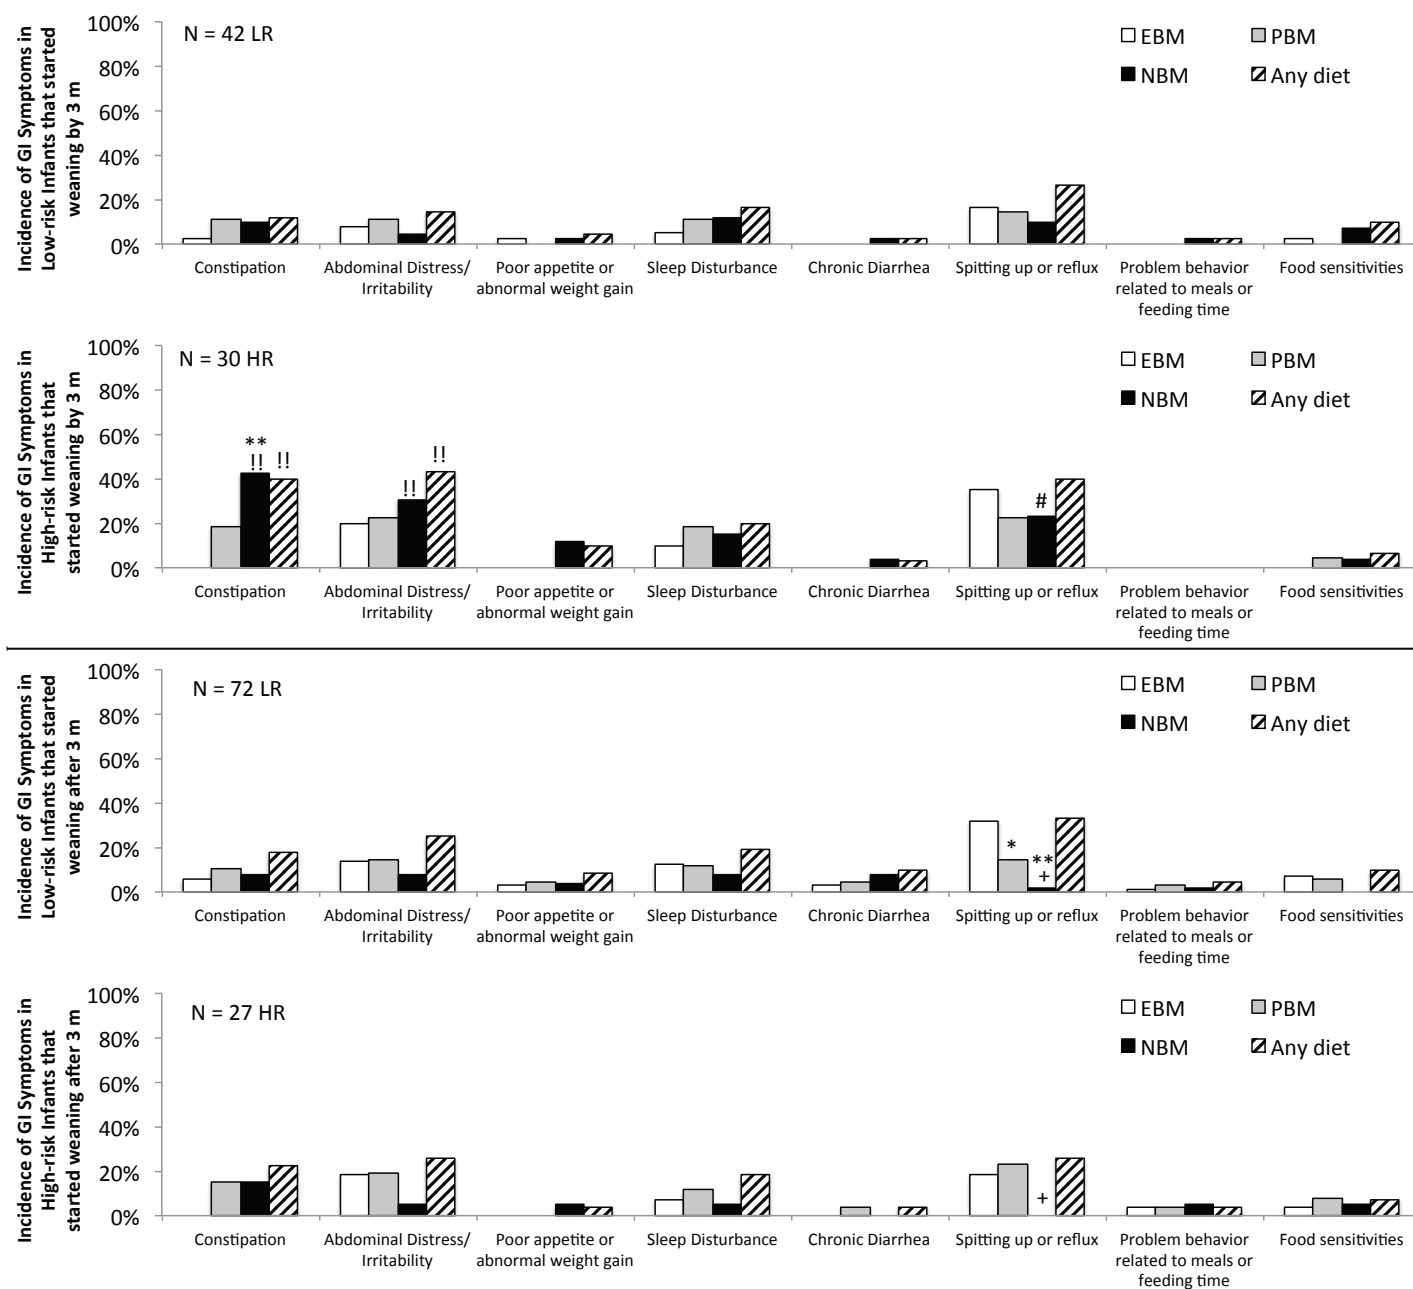 Incidence of GI Symptoms in
Low-risk Infants that started
weaning by 3 m
100%
80%
60%
40%
20%
0%
N = 42 LR
EBM
PBM
NBM
Any diet
Constipation
Abdominal Distress/
Irritability
Poor appetite or
abnormal weight gain
Sleep Disturbance
Chronic Diarrhea
Spitting up or reflux
Problem behavior
related to meals or
feeding time
Food sensitivities
Incidence of GI Symptoms in
High-risk Infants that
started weaning by 3 m
100%
80%
60%
40%
20%
0%
N = 30 HR
EBM
PBM
NBM
Any diet
**
!!
!!
!!
!!
#
Constipation
Abdominal Distress/
Irritability
Poor appetite or
abnormal weight gain
Sleep Disturbance
Chronic Diarrhea
Spitting up or reflux
Problem behavior
related to meals or
feeding time
Food sensitivities
Incidence of GI Symptoms in
Low-risk Infants that started
weaning after 3 m
100%
80%
60%
40%
20%
0%
N = 72 LR
EBM
PBM
NBM
Any diet
*
**
+
Constipation
Abdominal Distress/
Irritability
Poor appetite or
abnormal weight gain
Sleep Disturbance
Chronic Diarrhea
Spitting up or reflux
Problem behavior
related to meals or
feeding time
Food sensitivities
Incidence of GI Symptoms in
High-risk Infants that
started weaning after 3 m
100%
80%
60%
40%
20%
0%
N = 27 HR
EBM
PBM
NBM
Any diet
+
Constipation
Abdominal Distress/
Irritability
Poor appetite or
abnormal weight gain
Sleep Disturbance
Chronic Diarrhea
Spitting up or reflux
Problem behavior
related to meals or
feeding time
Food sensitivities